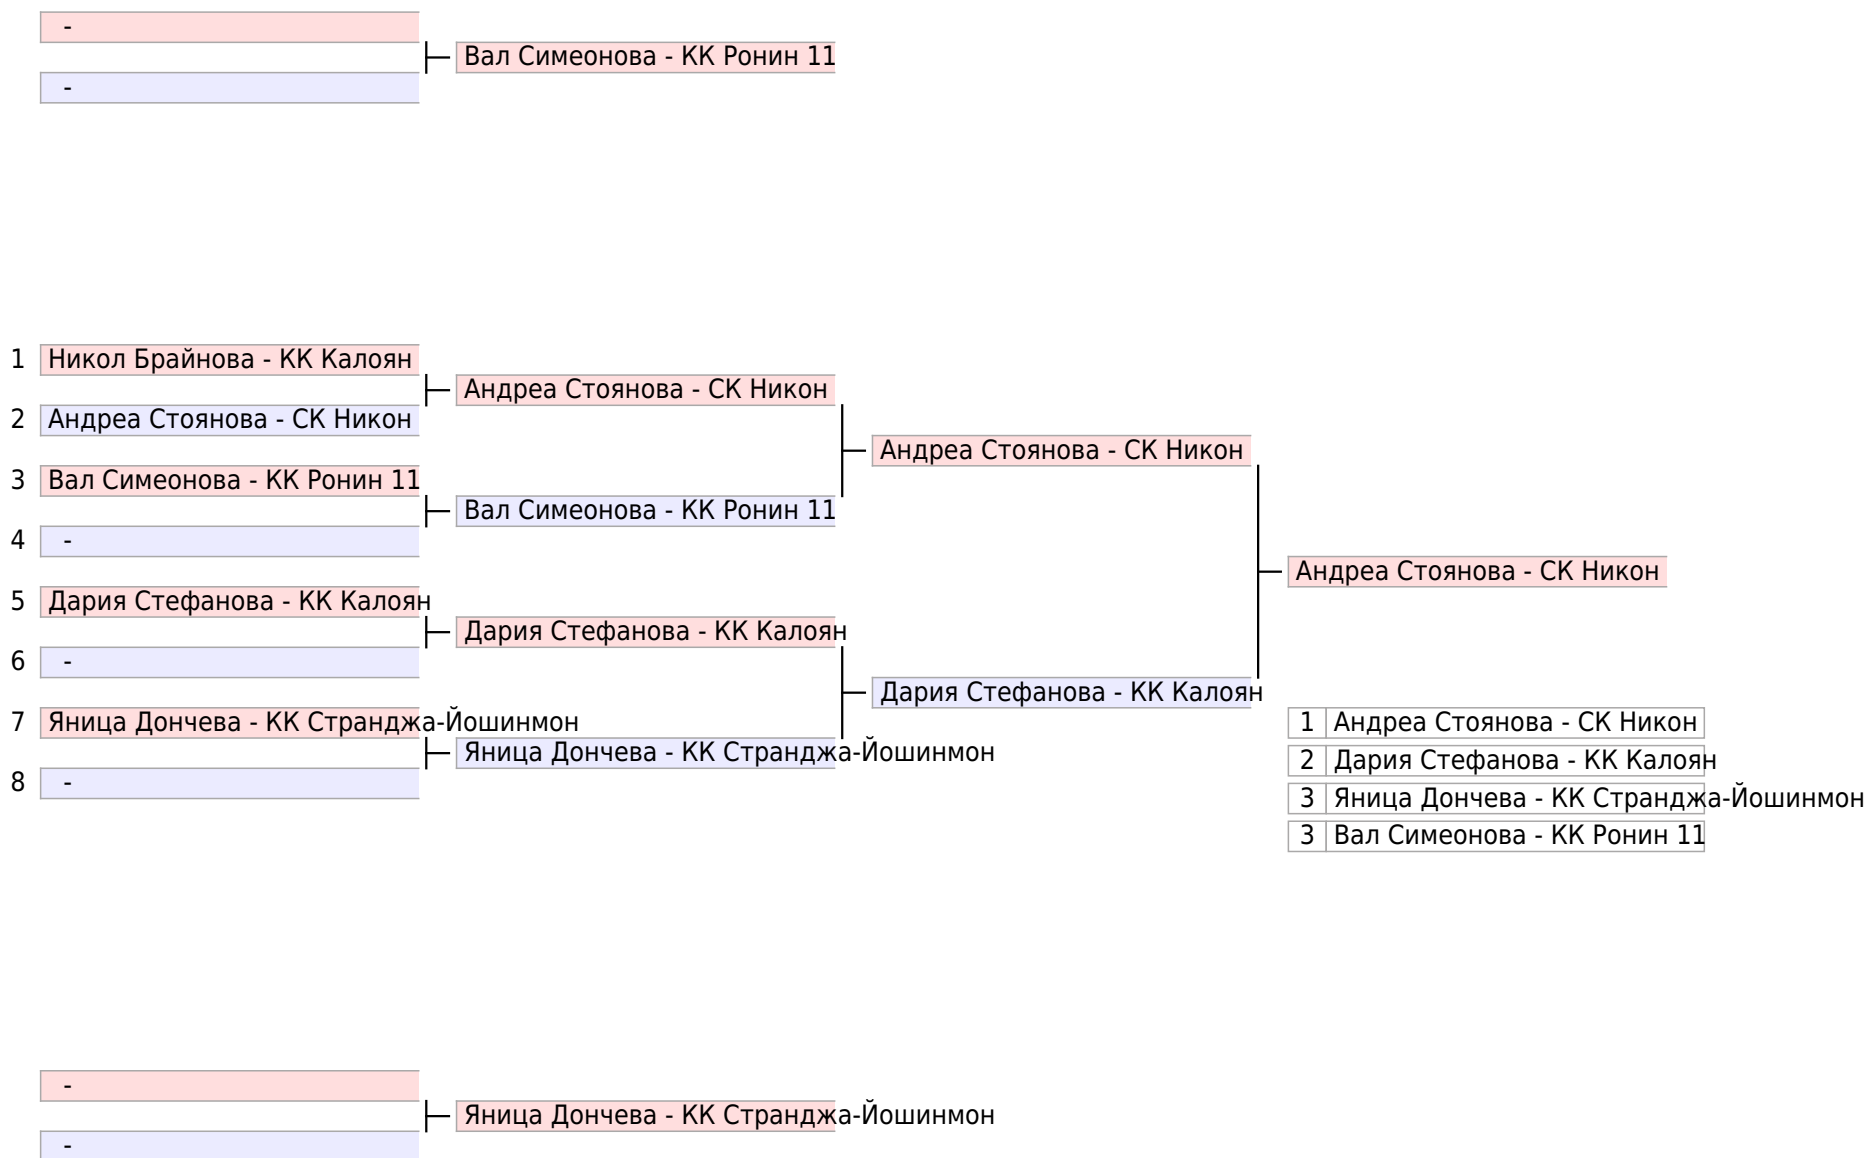 -
Вал Симеонова - КК Ронин 11
-
1 Никол Брайнова - КК Калоян
Андреа Стоянова - СК Никон
2 Андреа Стоянова - СК Никон
Андреа Стоянова - СК Никон
3 Вал Симеонова - КК Ронин 11
Вал Симеонова - КК Ронин 11
4 -
Андреа Стоянова - СК Никон
5 Дария Стефанова - КК Калоян
Дария Стефанова - КК Калоян
6 -
Дария Стефанова - КК Калоян
7 Яница Дончева - КК Странджа-Йошинмон
Яница Дончева - КК Странджа-Йошинмон
8 -
1 Андреа Стоянова - СК Никон
2 Дария Стефанова - КК Калоян
3 Яница Дончева - КК Странджа-Йошинмон
3 Вал Симеонова - КК Ронин 11
-
Яница Дончева - КК Странджа-Йошинмон
-